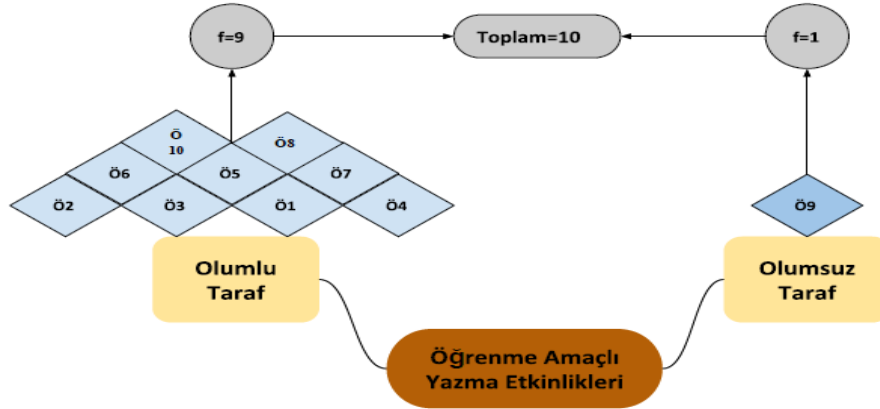 f=9
Toplam=10
f=1
Ö
10
Ö8
Ö6
Ö5
Ö7
Ö2
Ö3
Ö1
Ö4
Ö9
Olumlu
Taraf
Olumsuz
Taraf
Öğrenme Amaçlı
Yazma Etkinlikleri